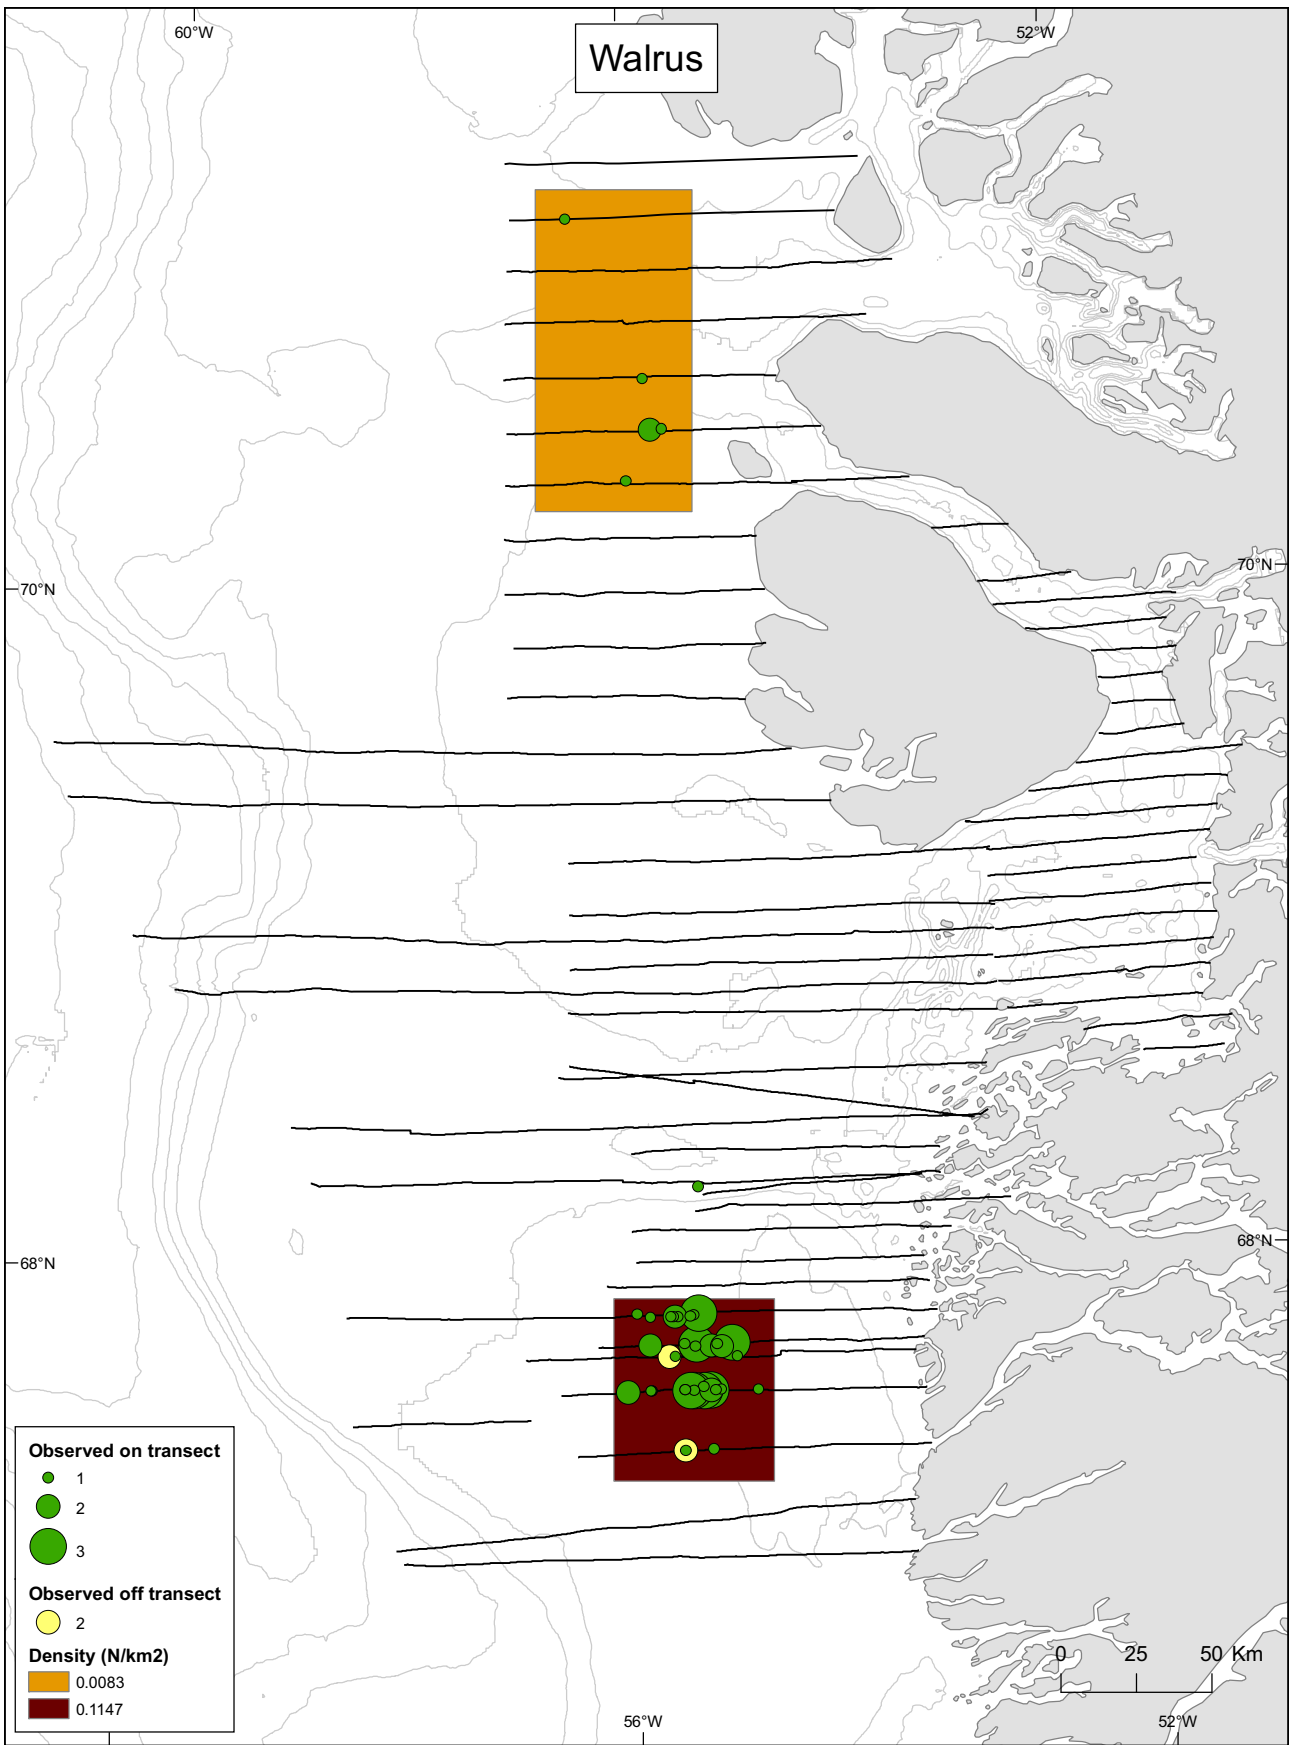 60°W
52°W
Walrus
70°N
70°N
68°N
68°N
Observed on transect
1
2
3
Observed off transect
2
Density (N/km2)
0.0083
0.1147
0 25 50 Km
56°W
52°W